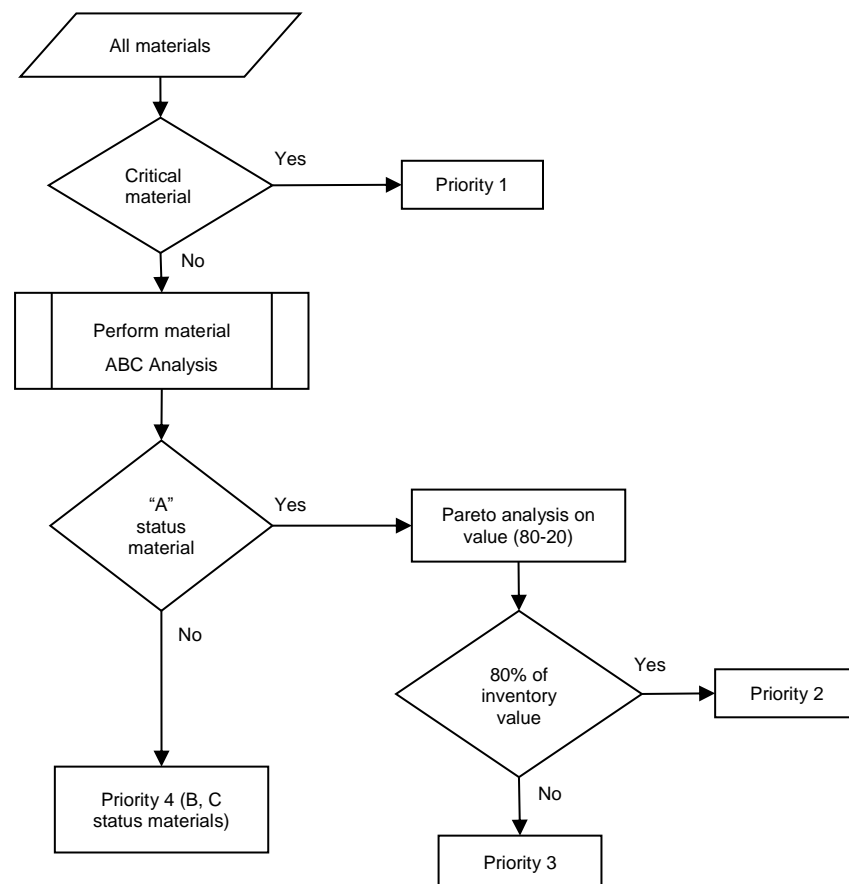 All materials
Critical
material
Yes
Priority 1
No
Perform material
ABC Analysis
“A”
status
material
Yes
Pareto analysis on
value (80-20)
No
80% of
inventory
value
Yes
Priority 2
Priority 4 (B, C
status materials)
No
Priority 3